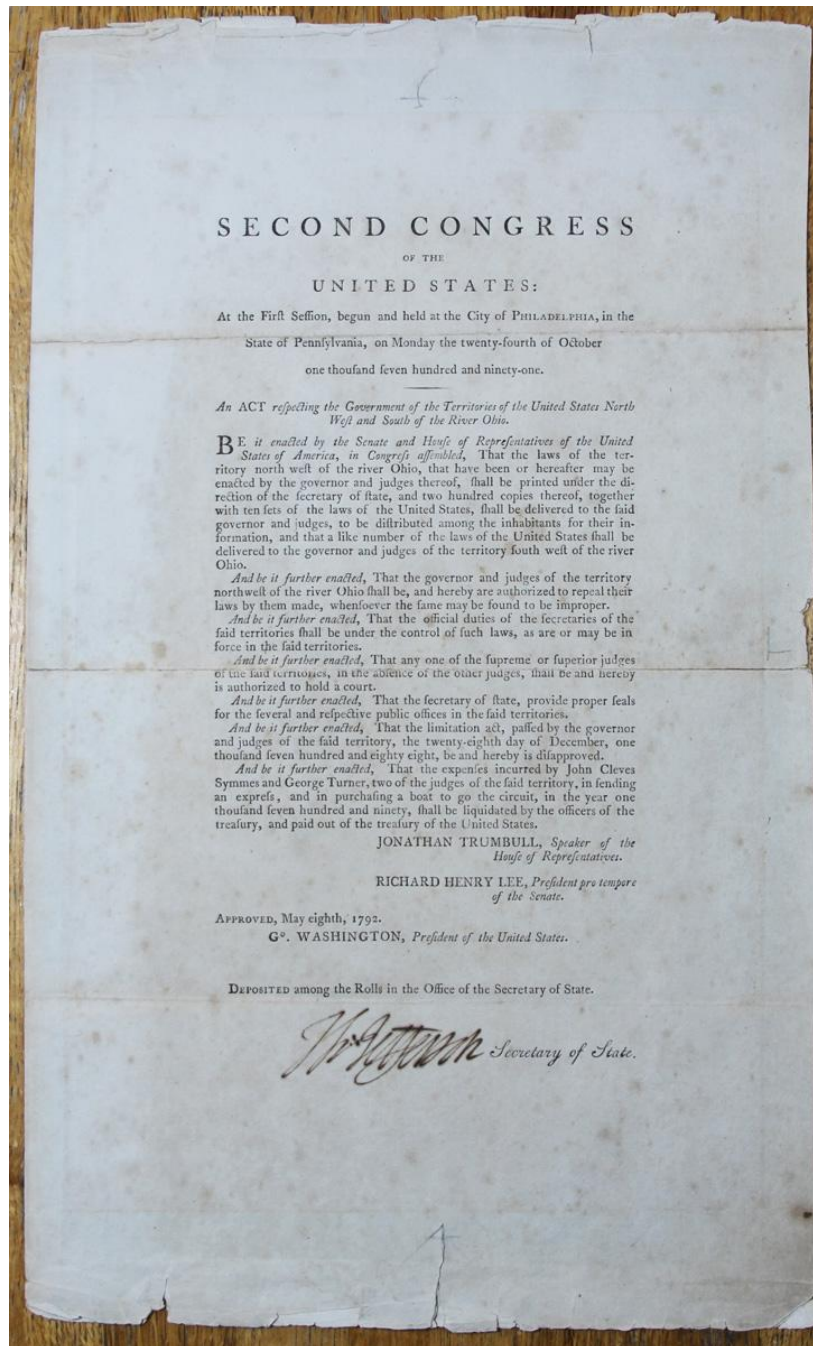 SECOND CONGRESS
OF THE
UNITED STATES:
At the Firſt Seſſion, begun and held at the City of PHILADELPHIA, in the
State of Pennſylvania, on Monday the twenty-fourth of October
one thouſand ſeven hundred and ninety-one.
An ACT reſpecting the Government of the Territories of the United States North
Weſt and South of the River Ohio.
BE it enacted by the Senate and Houſe of Repreſentatives of the United
States of America, in Congreſs aſſembled, That the laws of the ter-
ritory north weſt of the river Ohio, that have been or hereafter may be
enacted by the governor and judges thereof, ſhall be printed under the di-
rection of the ſecretary of ſtate, and two hundred copies thereof, together
with ten ſets of the laws of the United States, ſhall be delivered to the ſaid
governor and judges, to be diſtributed among the inhabitants for their in-
formation, and that a like number of the laws of the United States ſhall be
delivered to the governor and judges of the territory ſouth weſt of the river
Ohio.
And be it further enacted, That the governor and judges of the territory
northweſt of the river Ohio ſhall be, and hereby are authorized to repeal their
laws by them made, whenſoever the ſame may be found to be improper.
And be it further enacted, That the official duties of the ſecretaries of the
ſaid territories ſhall be under the control of ſuch laws, as are or may be in
force in the ſaid territories.
And be it further enacted, That any one of the ſupreme or ſuperior judges
of the ſaid territories, in the abſence of the other judges, ſhall be and hereby
is authorized to hold a court.
And be it further enacted, That the ſecretary of ſtate, provide proper ſeals
for the ſeveral and reſpective public offices in the ſaid territories.
And be it further enacted, That the limitation act, paſſed by the governor
and judges of the ſaid territory, the twenty-eighth day of December, one
thouſand ſeven hundred and eighty eight, be and hereby is diſapproved.
And be it further enacted, That the expenſes incurred by John Cleves
Symmes and George Turner, two of the judges of the ſaid territory, in ſending
an expreſs, and in purchaſing a boat to go the circuit, in the year one
thouſand ſeven hundred and ninety, ſhall be liquidated by the officers of the
treaſury, and paid out of the treaſury of the United States.
JONATHAN TRUMBULL, Speaker of the
Houſe of Repreſentatives.
RICHARD HENRY LEE, Preſident pro tempore
of the Senate.
APPROVED, May eighth, 1792.
Gº. WASHINGTON, Preſident of the United States.
DEPOSITED among the Rolls in the Office of the Secretary of State.
Th: Jefferson Secretary of State.